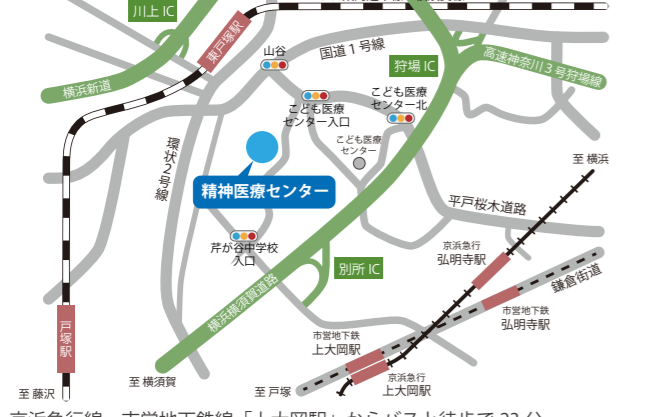 川上 IC
東戸塚駅
山谷
国道1号線
狩場 IC
高速神奈川3号狩場線
横浜新道
こども医療
センター北
こども医療
センター入口
こども医療
センター
環状2号線
至 横浜
精神医療センター
平戸桜木道路
芹が谷中学校
入口
京浜急行
弘明寺駅
別所 IC
鎌倉街道
横浜横須賀道路
市営地下鉄
弘明寺駅
戸塚駅
市営地下鉄
上大岡駅
至 横須賀
京浜急行
上大岡駅
至 藤沢
至 戸塚